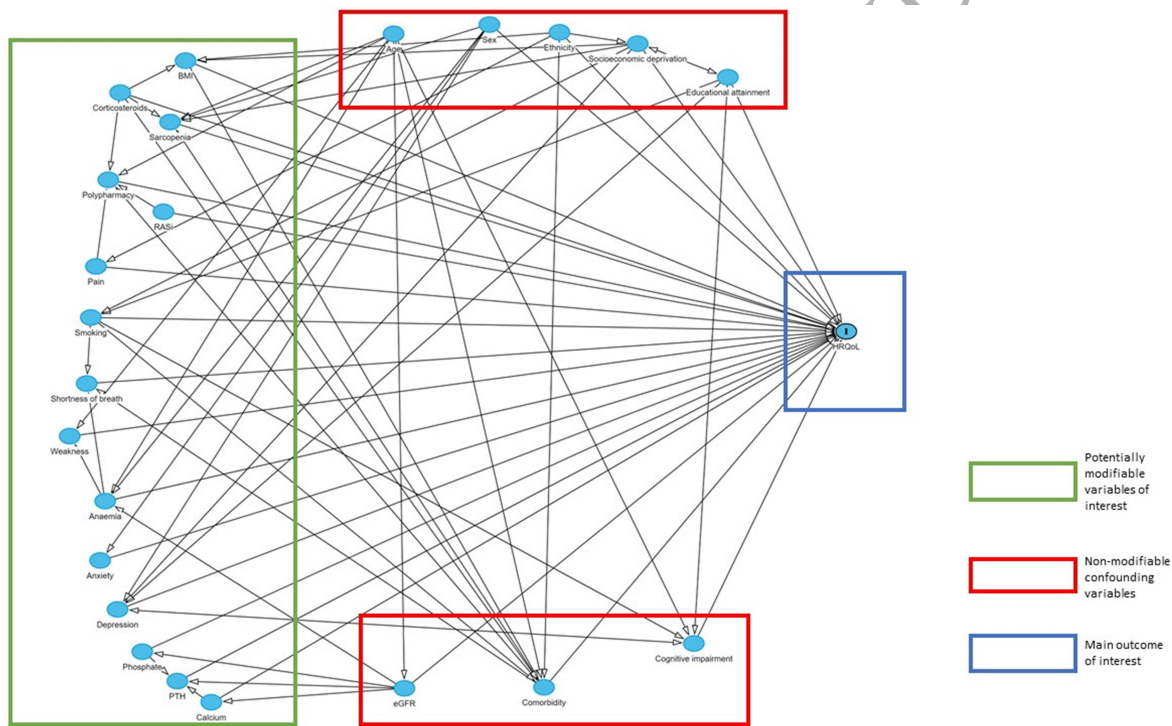 Age
Sex
Ethnicity
Socioeconomic deprivation
Educational attainment
BMI
Corticosteroids
Sarcopenia
Polypharmacy
RASi
Pain
Smoking
Shortness of breath
Weakness
Anaemia
Anxiety
Depression
Phosphate
PTH
Calcium
eGFR
Comorbidity
Cognitive impairment
HRQoL
Potentially
modifiable
variables of
interest
Non-modifiable
confounding
variables
Main outcome
of interest